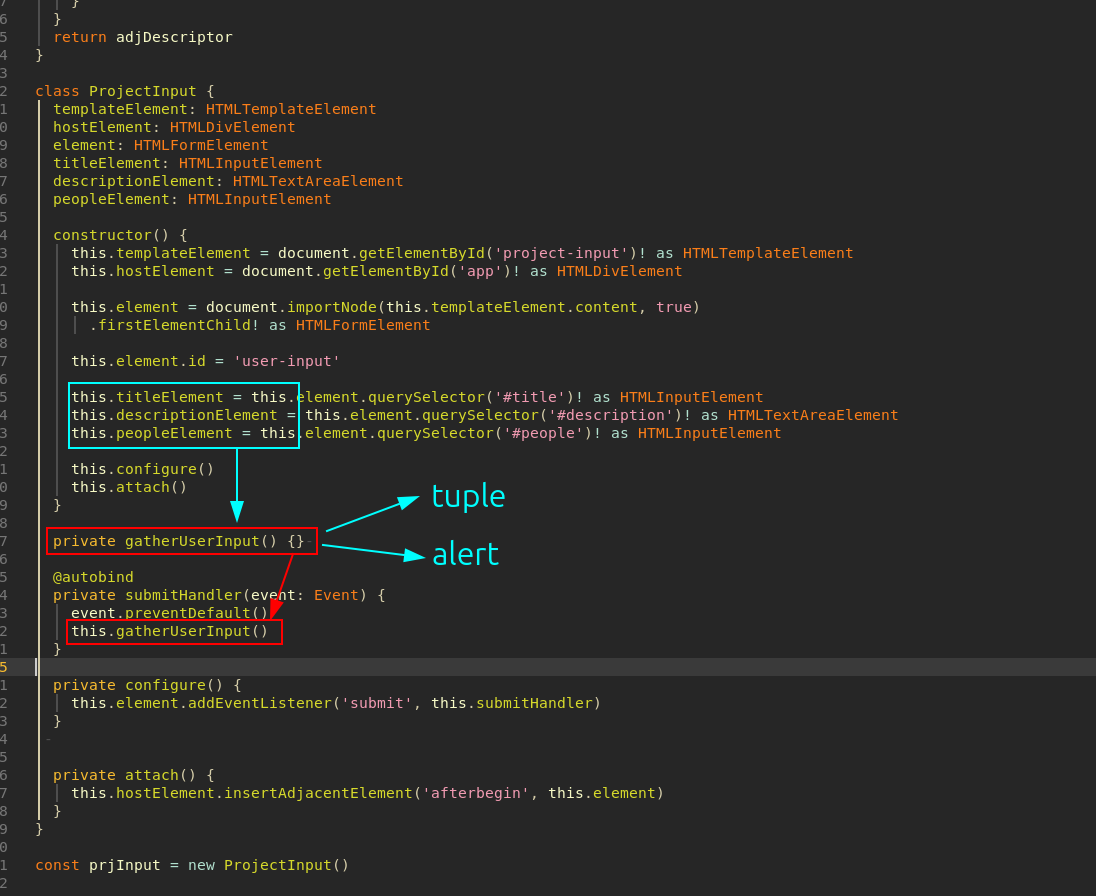 7 }
6 }
5 return adjDescriptor
4 }
3
2 class ProjectInput {
1 templateElement: HTMLTemplateElement
0 hostElement: HTMLDivElement
9 element: HTMLFormElement
8 titleElement: HTMLInputElement
7 descriptionElement: HTMLTextAreaElement
6 peopleElement: HTMLInputElement
5
4 constructor() {
3 this.templateElement = document.getElementById('project-input')! as HTMLTemplateElement
2 this.hostElement = document.getElementById('app')! as HTMLDivElement
1
0 this.element = document.importNode(this.templateElement.content, true)
9 .firstElementChild! as HTMLFormElement
8
7 this.element.id = 'user-input'
6
5 this.titleElement = this.element.querySelector('#title')! as HTMLInputElement
4 this.descriptionElement = this.element.querySelector('#description')! as HTMLTextAreaElement
3 this.peopleElement = this.element.querySelector('#people')! as HTMLInputElement
2
1 this.configure()
0 this.attach()
9 }
tuple
8
7 private gatherUserInput() {}-
alert
6
5 @autobind
4 private submitHandler(event: Event) {
3 event.preventDefault()
2 this.gatherUserInput()
1 }
5
1 private configure() {
2 this.element.addEventListener('submit', this.submitHandler)
3 }
4 -
5
6 private attach() {
7 this.hostElement.insertAdjacentElement('afterbegin', this.element)
8 }
9 }
0
1 const prjInput = new ProjectInput()
2